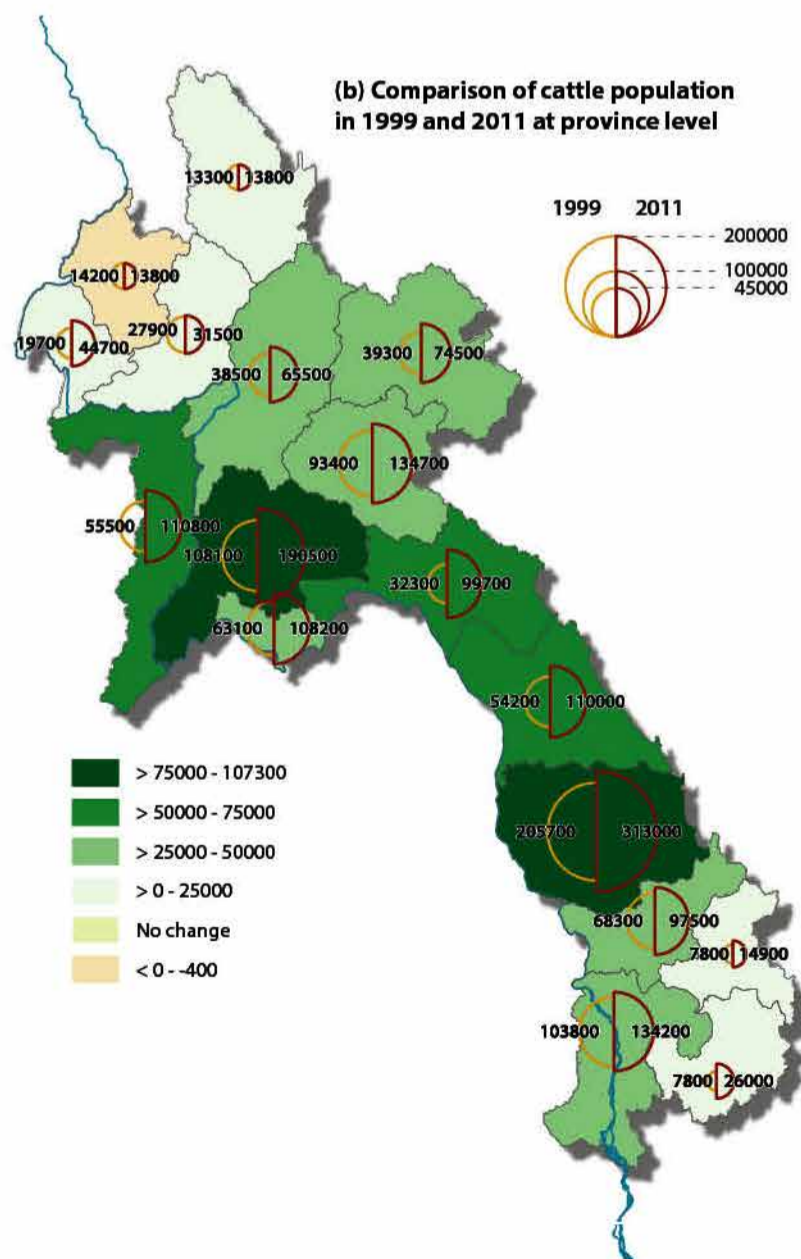 (b) Comparison of cattle population
in 1999 and 2011 at province level
1999 2011
200000
100000
45000
13300 13800
14200 13800
27900 31500
19700 44700
38500 65500
39300 74500
93400 134700
55500 110800
108100 190500
32300 99700
63100 108200
54200 110000
205700 313000
68300 97500
7800 14900
103800 134200
7800 26000
> 75000 - 107300
> 50000 - 75000
> 25000 - 50000
> 0 - 25000
No change
< 0 - -400